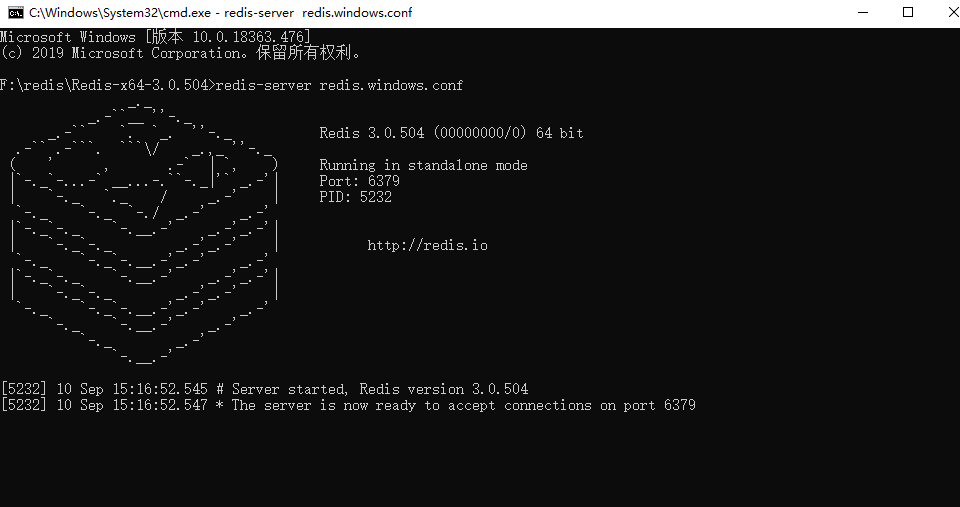 C:\Windows\System32\cmd.exe - redis-server  redis.windows.conf
Microsoft Windows [版本 10.0.18363.476]
(c) 2019 Microsoft Corporation。保留所有权利。
F:\redis\Redis-x64-3.0.504>redis-server redis.windows.conf
Redis 3.0.504 (00000000/0) 64 bit
Running in standalone mode
Port: 6379
PID: 5232
http://redis.io
[5232] 10 Sep 15:16:52.545 # Server started, Redis version 3.0.504
[5232] 10 Sep 15:16:52.547 * The server is now ready to accept connections on port 6379